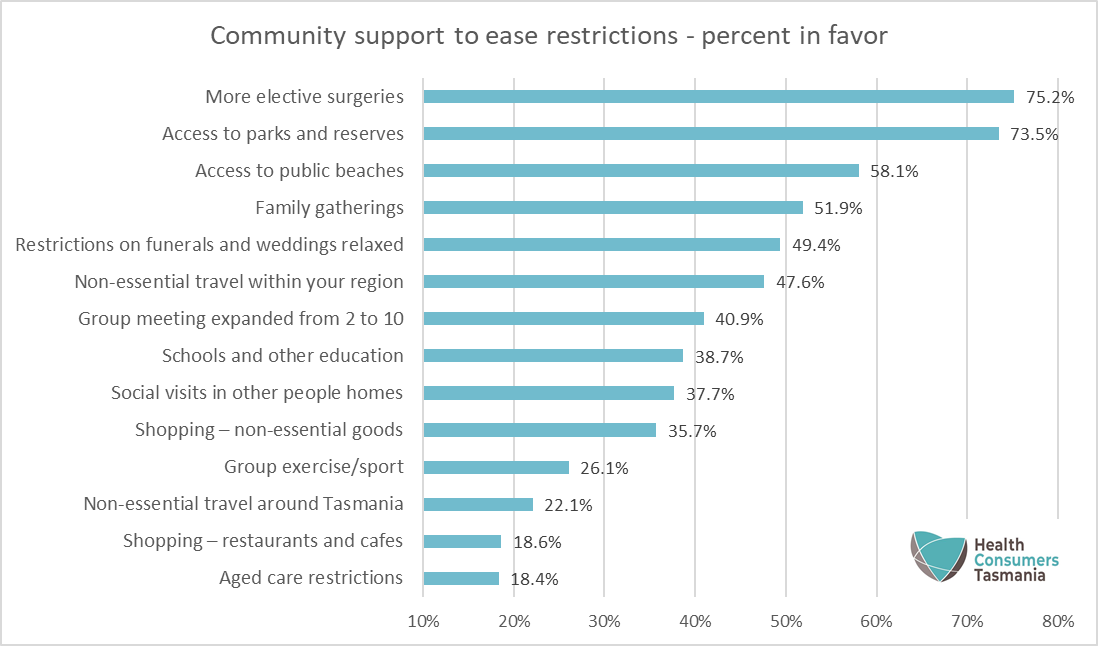 Community support to ease restrictions - percent in favor
More elective surgeries 75.2%
Access to parks and reserves 73.5%
Access to public beaches 58.1%
Family gatherings 51.9%
Restrictions on funerals and weddings relaxed 49.4%
Non-essential travel within your region 47.6%
Group meeting expanded from 2 to 10 40.9%
Schools and other education 38.7%
Social visits in other people homes 37.7%
Shopping – non-essential goods 35.7%
Group exercise/sport 26.1%
Non-essential travel around Tasmania 22.1%
Shopping – restaurants and cafes 18.6%
Aged care restrictions 18.4%
Health
Consumers
Tasmania
10% 20% 30% 40% 50% 60% 70% 80%